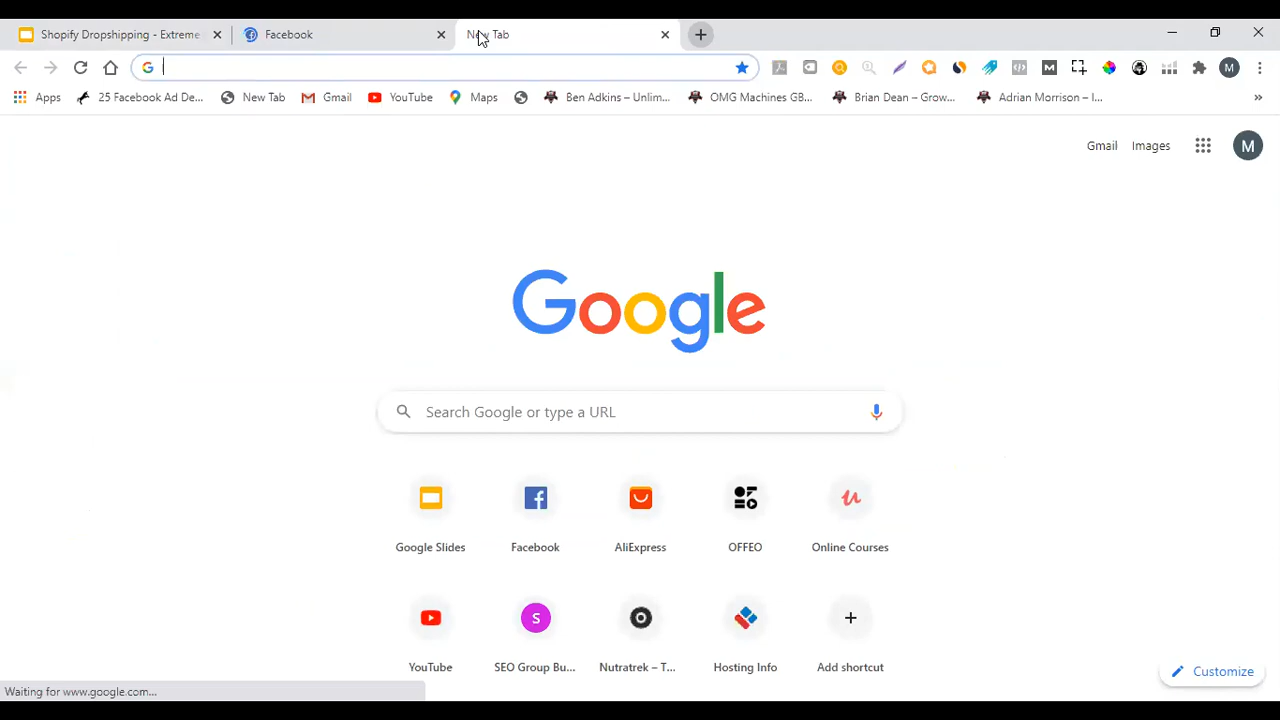 Shopify Dropshipping - Extreme
Facebook
New Tab
Apps
25 Facebook Ad De...
New Tab
Gmail
YouTube
Maps
Ben Adkins – Unlim...
OMG Machines GB...
Brian Dean – Grow...
Adrian Morrison – I...
»
M
Gmail
Images
M
Google
Search Google or type a URL
Google Slides
Facebook
AliExpress
OFFEO
Online Courses
S
YouTube
SEO Group Bu...
Nutratrek – T...
Hosting Info
Add shortcut
Customize
Waiting for www.google.com...